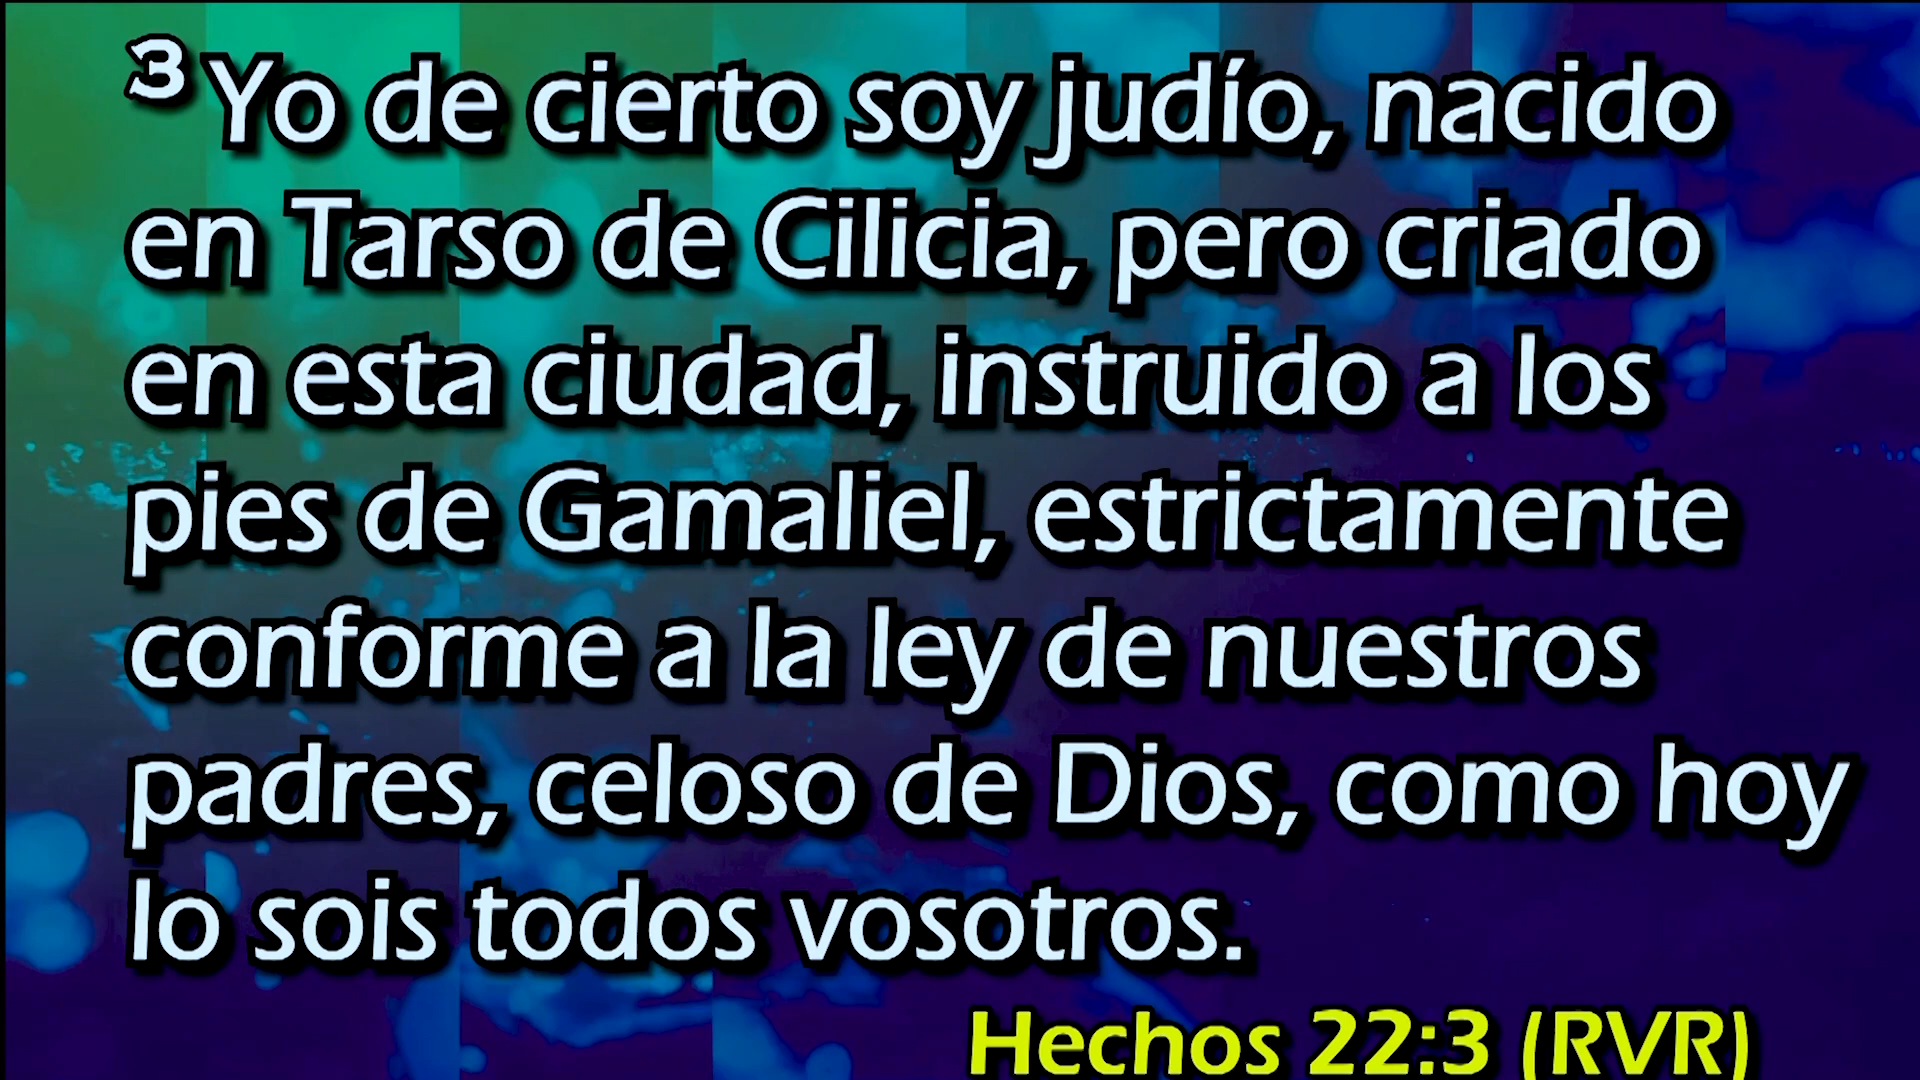 3 Yo de cierto soy judío, nacido
en Tarso de Cilicia, pero criado
en esta ciudad, instruido a los
pies de Gamaliel, estrictamente
conforme a la ley de nuestros
padres, celoso de Dios, como hoy
lo sois todos vosotros.
Hechos 22:3 (RVR)